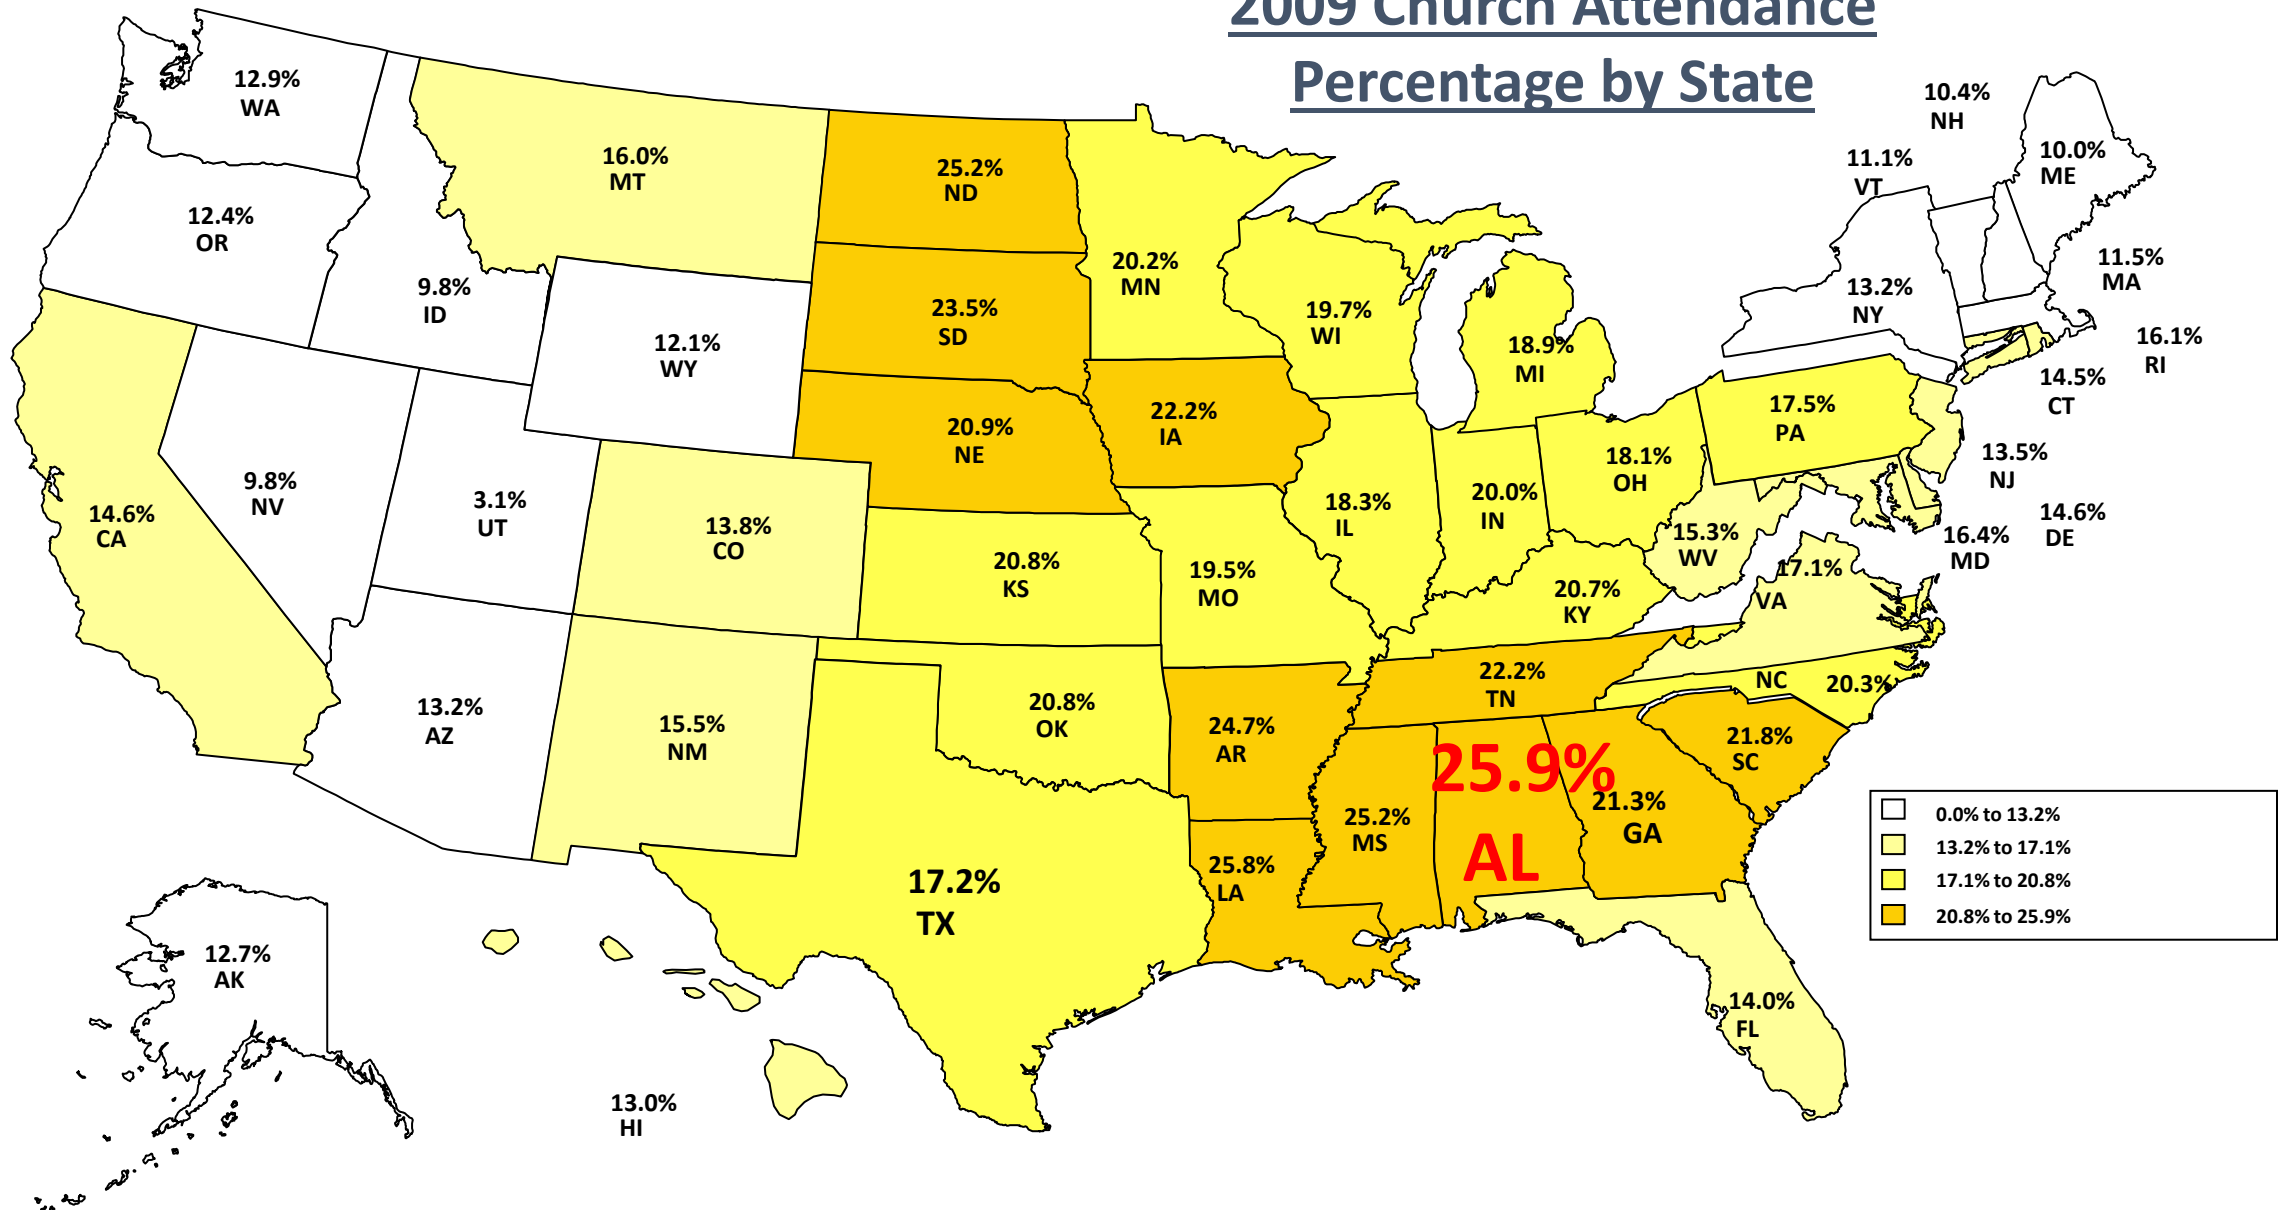 2009 Church Attendance
Percentage by State
12.9%
WA
10.4%
NH
16.0%
MT
25.2%
ND
11.1%
VT
10.0%
ME
12.4%
OR
9.8%
ID
20.2%
MN
11.5%
MA
13.2%
NY
12.1%
WY
23.5%
SD
19.7%
WI
18.9%
MI
16.1%
RI
14.5%
CT
17.5%
PA
20.9%
NE
22.2%
IA
13.5%
NJ
9.8%
NV
3.1%
UT
14.6%
CA
13.8%
CO
18.3%
IL
20.0%
IN
18.1%
OH
15.3%
WV
16.4%
MD
14.6%
DE
20.8%
KS
19.5%
MO
20.7%
KY
17.1%
VA
13.2%
AZ
15.5%
NM
20.8%
OK
24.7%
AR
22.2%
TN
NC 20.3%
21.8%
SC
25.9%
AL
21.3%
GA
25.2%
MS
25.8%
LA
17.2%
TX
0.0% to 13.2%
13.2% to 17.1%
17.1% to 20.8%
20.8% to 25.9%
12.7%
AK
14.0%
FL
13.0%
HI